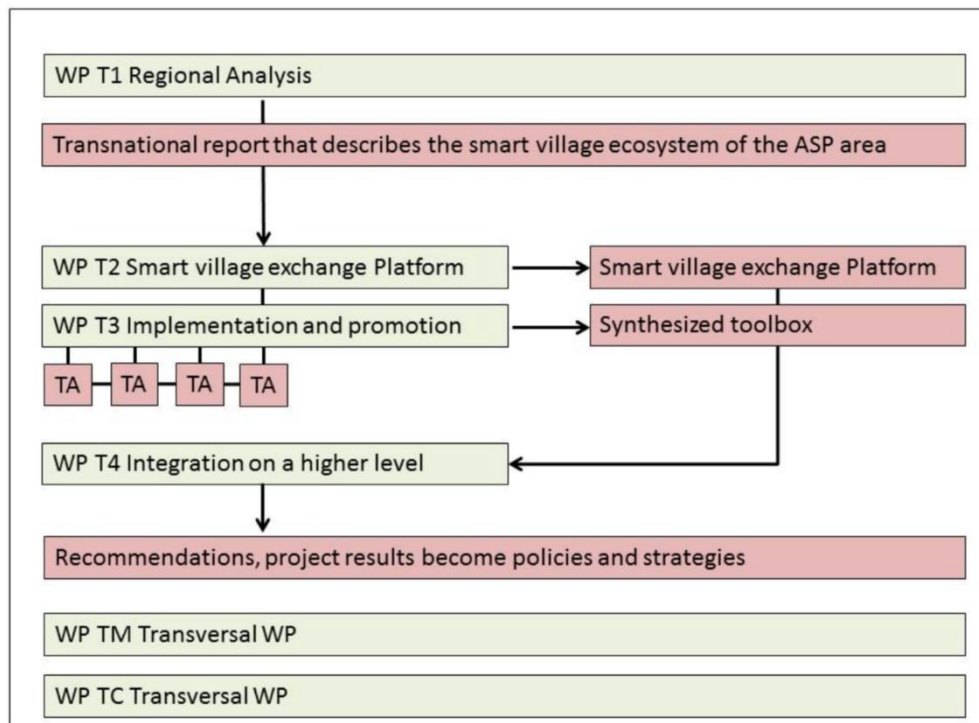 WP T1 Regional Analysis
Transnational report that describes the smart village ecosystem of the ASP area
WP T2 Smart village exchange Platform
Smart village exchange Platform
WP T3 Implementation and promotion
Synthesized toolbox
TA TA TA TA
WP T4 Integration on a higher level
Recommendations, project results become policies and strategies
WP TM Transversal WP
WP TC Transversal WP